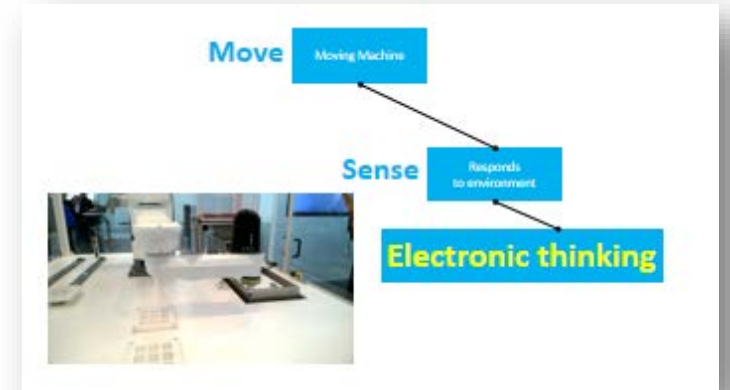 Move
Moving Machine
Sense
Responds
to environment
Electronic thinking